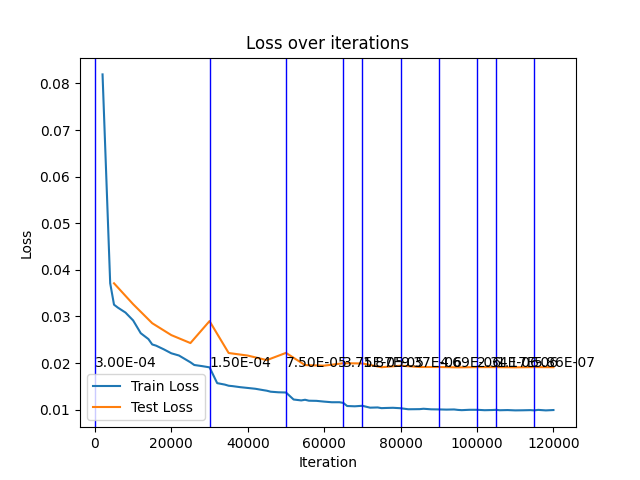 Loss over iterations
0.08
0.07
0.06
0.05
0.04
0.03
0.02
0.01
Loss
3.00E-04
1.50E-04
7.50E-05
Train Loss
Test Loss
0
20000
40000
60000
80000
100000
120000
Iteration